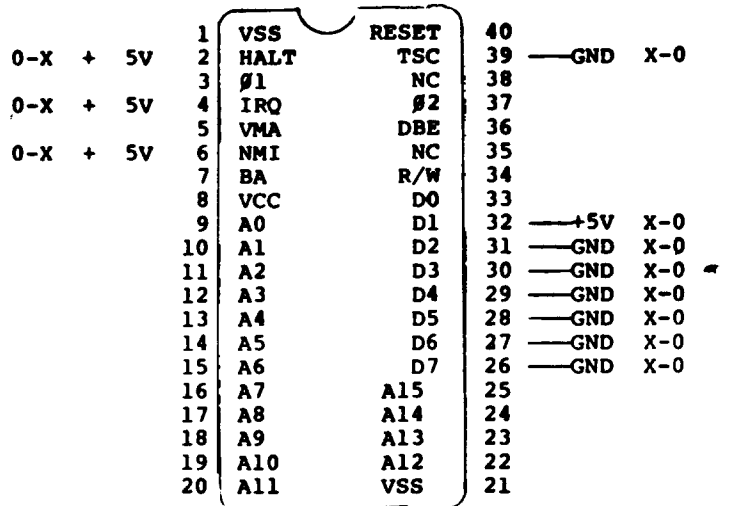 1 VSS RESET 40
0-X + 5V 2 HALT TSC 39 GND X-0
3 Ø1 NC 38
0-X + 5V 4 IRQ Ø2 37
5 VMA DBE 36
0-X + 5V 6 NMI NC 35
7 BA R/W 34
8 VCC D0 33
9 A0 D1 32 +5V X-0
10 A1 D2 31 GND X-0
11 A2 D3 30 GND X-0
12 A3 D4 29 GND X-0
13 A4 D5 28 GND X-0
14 A5 D6 27 GND X-0
15 A6 D7 26 GND X-0
16 A7 A15 25
17 A8 A14 24
18 A9 A13 23
19 A10 A12 22
20 A11 VSS 21